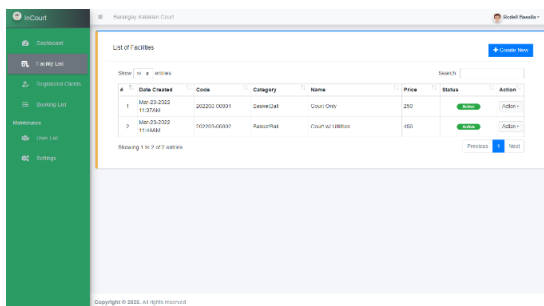 InCourt
Barangay Kabanan Court
Rodell Basalla
Dashboard
Facility List
Registered Clients
Booking List
Maintenance
User List
Settings
List of Facilities
+ Create New
Show 10 entries
Search:
# Date Created Code Category Name Price Status Action
1 Mar-23-2022 11:37AM 202203-00001 BasketBall Court Only 250 Active Action
2 Mar-23-2022 11:44AM 202203-00002 BasketBall Court w/ Utilities 450 Active Action
Showing 1 to 2 of 2 entries
Previous 1 Next
Copyright © 2022. All rights reserved.